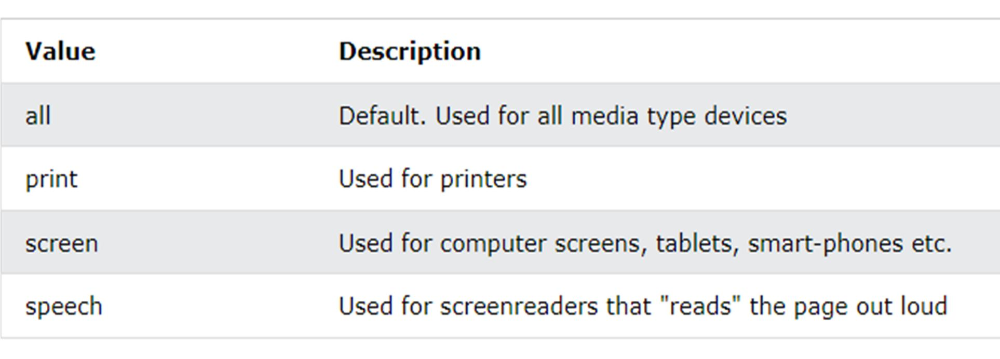 Value Description
all Default. Used for all media type devices
print Used for printers
screen Used for computer screens, tablets, smart-phones etc.
speech Used for screenreaders that "reads" the page out loud